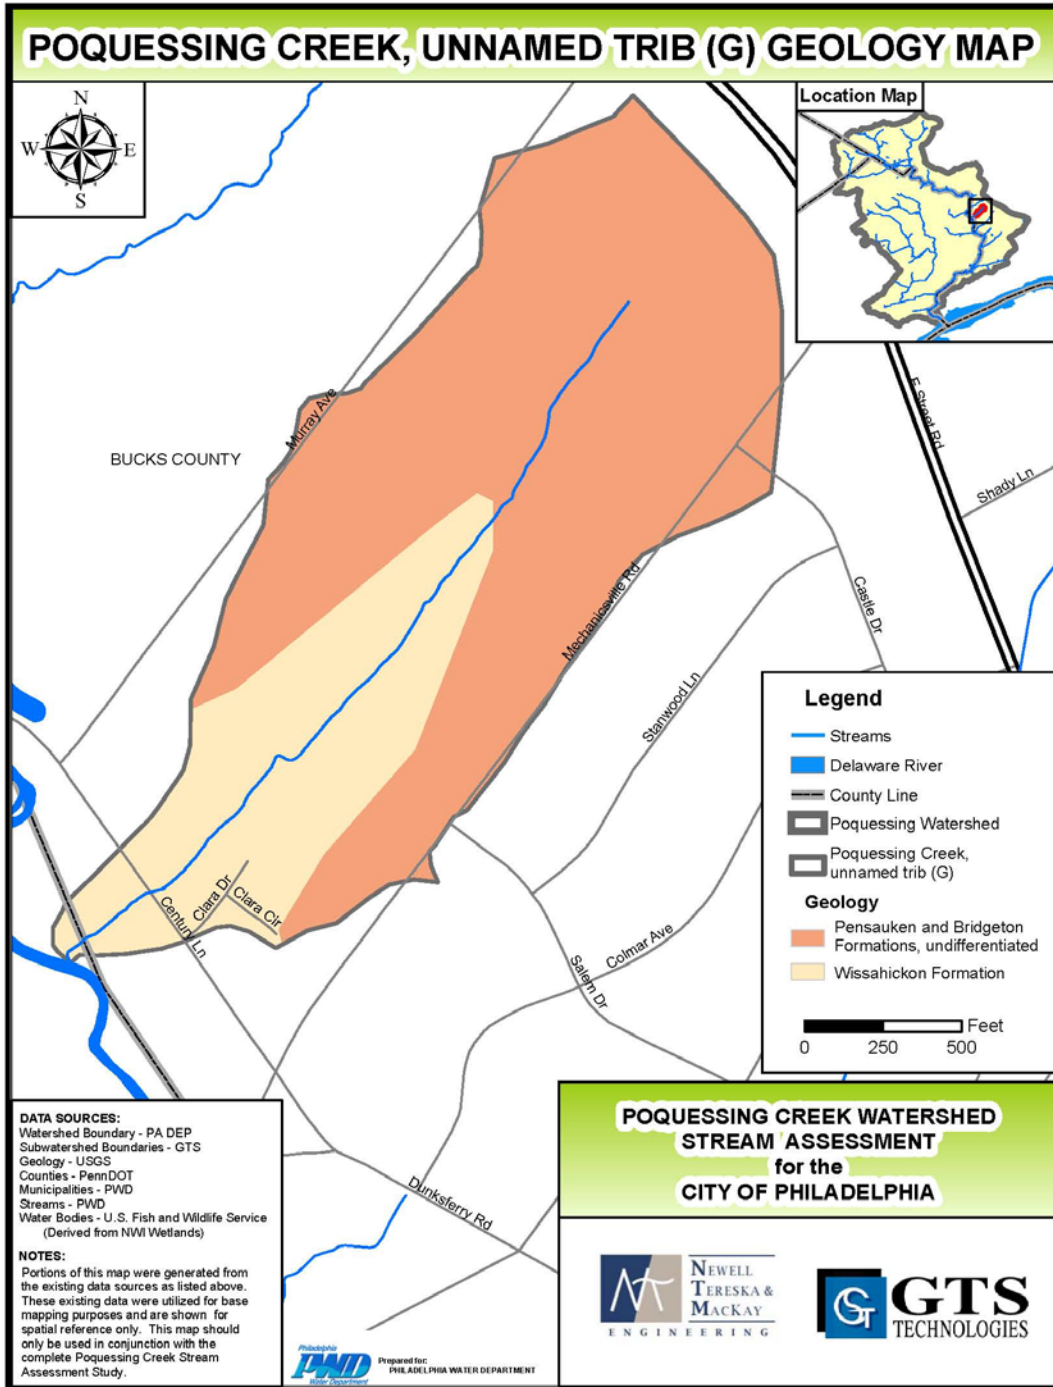 POQUESSING CREEK, UNNAMED TRIB (G) GEOLOGY MAP
N
W
E
S
Location Map
BUCKS COUNTY
Murray Ave
E Street Rd
Shady Ln
Castle Dr
Mechanicsville Rd
Stanwood Ln
Century Ln
Clara Dr
Clara Cir
Salem Dr
Colmar Ave
Dunksferry Rd
Legend
Streams
Delaware River
County Line
Poquessing Watershed
Poquessing Creek,
unnamed trib (G)
Geology
Pensauken and Bridgeton
Formations, undifferentiated
Wissahickon Formation
Feet
0 250 500
DATA SOURCES:
Watershed Boundary - PA DEP
Subwatershed Boundaries - GTS
Geology - USGS
Counties - PennDOT
Municipalities - PWD
Streams - PWD
Water Bodies - U.S. Fish and Wildlife Service
(Derived from NWI Wetlands)
NOTES:
Portions of this map were generated from
the existing data sources as listed above.
These existing data were utilized for base
mapping purposes and are shown for
spatial reference only. This map should
only be used in conjunction with the
complete Poquessing Creek Stream
Assessment Study.
Philadelphia
PWD
Water Department
Prepared for:
PHILADELPHIA WATER DEPARTMENT
POQUESSING CREEK WATERSHED
STREAM ASSESSMENT
for the
CITY OF PHILADELPHIA
NEWELL
TERESKA &
MACKAY
ENGINEERING
GTS
TECHNOLOGIES